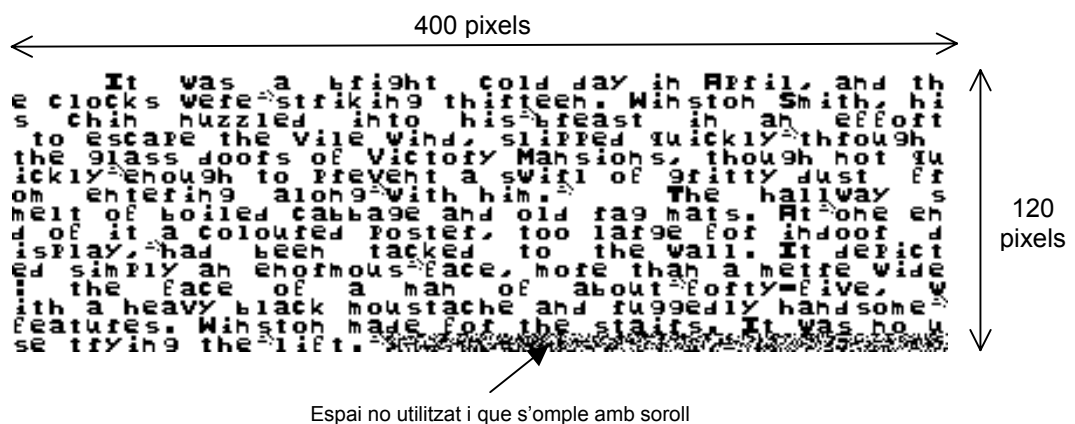 400 pixels
It was a bright cold day in April, and th
e clocks were striking thirteen. Winston Smith, hi
s chin nuzzled into his breast in an effort
to escape the vile wind, slipped quickly through
the glass doors of Victory Mansions, though not qu
ickly enough to prevent a swirl of gritty dust fr
om entering along with him. The hallway s
melt of boiled cabbage and old rag mats. At one en
d of it a coloured poster, too large for indoor d
isplay, had been tacked to the wall. It depict
ed simply an enormous face, more than a metre wide
: the face of a man of about forty-five, w
ith a heavy black moustache and ruggedly handsome
features. Winston made for the stairs. It was no u
se trying the lift.
120
pixels
Espai no utilitzat i que s'omple amb soroll